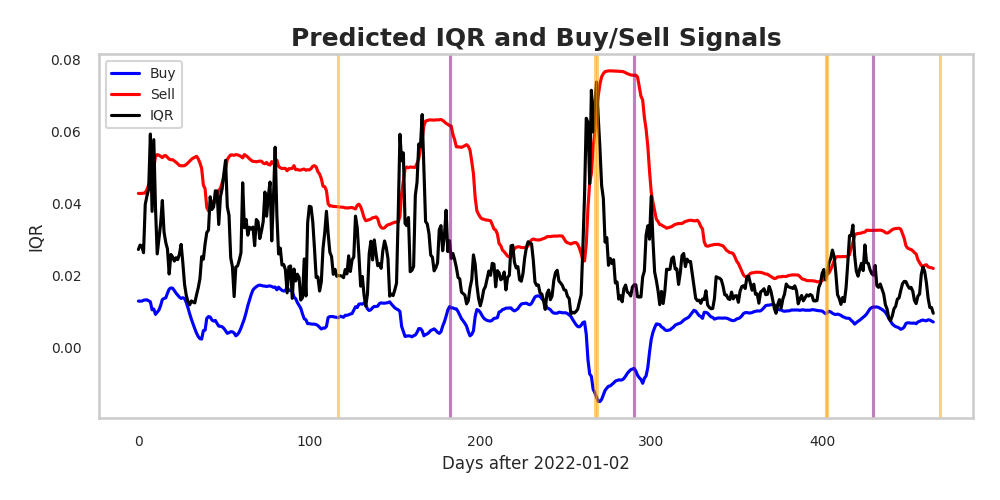 Predicted IQR and Buy/Sell Signals
0.08
0.06
0.04
0.02
0.00
IQR
Buy
Sell
IQR
0
100
200
300
400
Days after 2022-01-02